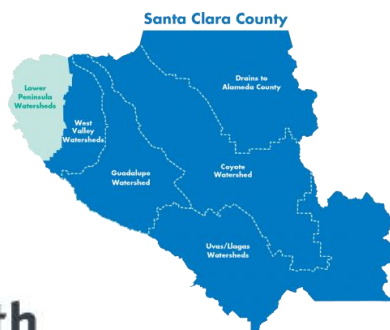 Santa Clara County
Drains to
Alameda County
Lower
Peninsula
Watersheds
West
Valley
Watersheds
Guadalupe
Watershed
Coyote
Watershed
Uvas/Llagas
Watersheds
th